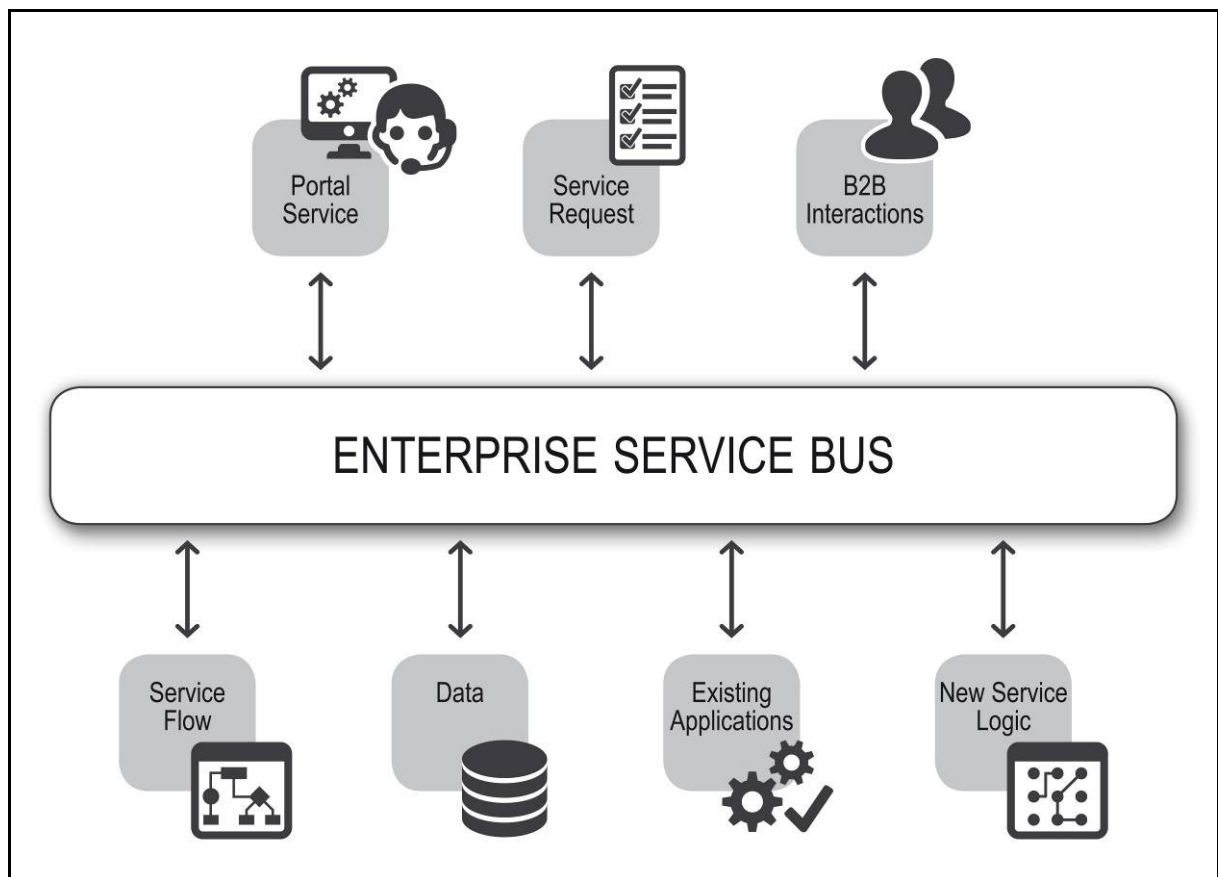 Portal
Service
Service
Request
B2B
Interactions
ENTERPRISE SERVICE BUS
Service
Flow
Data
Existing
Applications
New Service
Logic